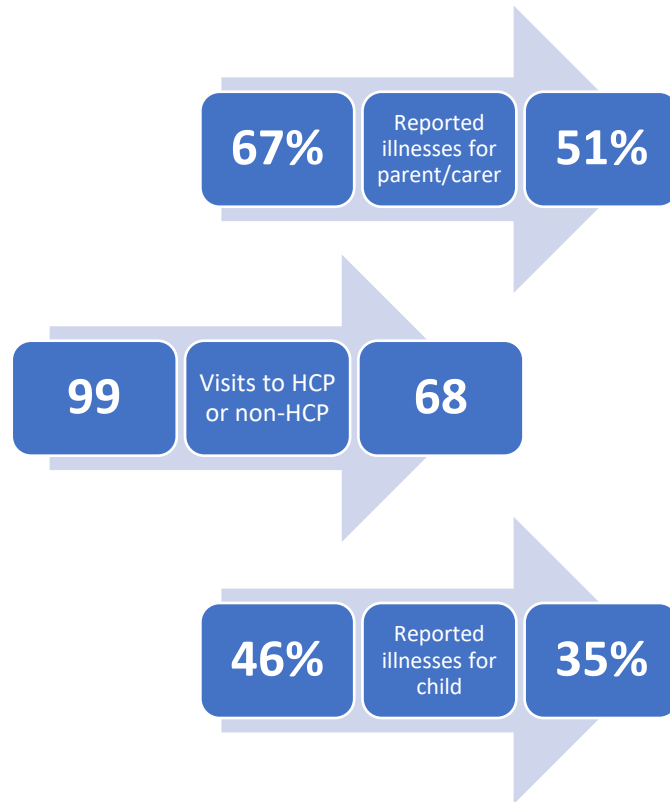 67%
Reported
illnesses for
parent/carer
51%
99
Visits to HCP
or non-HCP
68
46%
Reported
illnesses for
child
35%